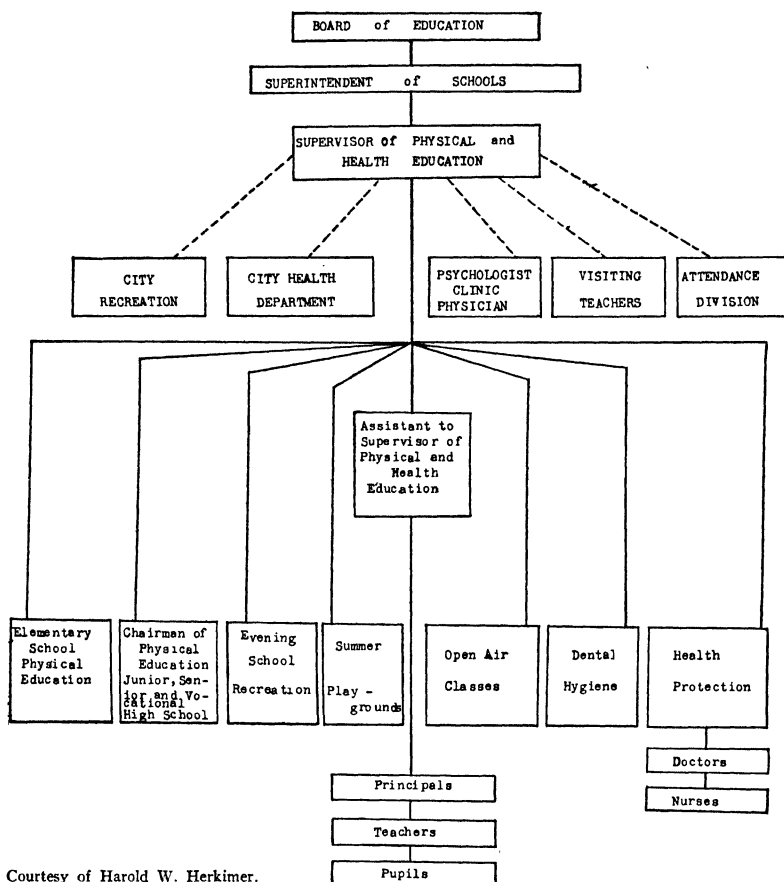 BOARD of EDUCATION
SUPERINTENDENT of SCHOOLS
SUPERVISOR of PHYSICAL and
HEALTH EDUCATION
CITY
RECREATION
CITY HEALTH
DEPARTMENT
PSYCHOLOGIST
CLINIC
PHYSICIAN
VISITING
TEACHERS
ATTENDANCE
DIVISION
Assistant to
Supervisor of
Physical and
Health
Education
Elementary
School
Physical
Education
Chairman of
Physical
Education
Junior, Sen-
ior and Vo-
cational
High School
Evening
School
Recreation
Summer
Play-
grounds
Open Air
Classes
Dental
Hygiene
Health
Protection
Doctors
Nurses
Principals
Teachers
Pupils
Courtesy of Harold W. Herkimer.